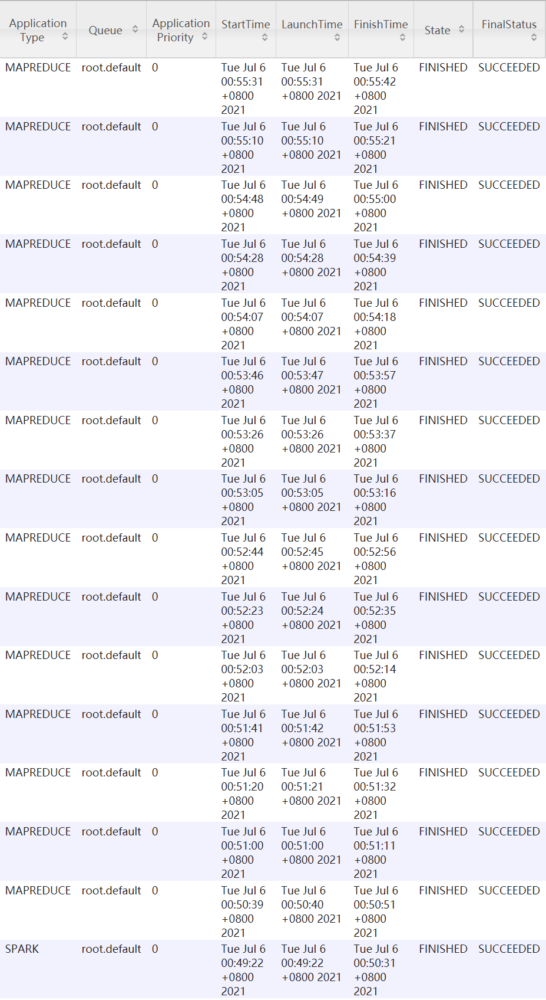 Application Type Queue Application Priority StartTime LaunchTime FinishTime State FinalStatus
MAPREDUCE root.default 0 Tue Jul 6 00:55:31 +0800 2021 Tue Jul 6 00:55:31 +0800 2021 Tue Jul 6 00:55:42 +0800 2021 FINISHED SUCCEEDED
MAPREDUCE root.default 0 Tue Jul 6 00:55:10 +0800 2021 Tue Jul 6 00:55:10 +0800 2021 Tue Jul 6 00:55:21 +0800 2021 FINISHED SUCCEEDED
MAPREDUCE root.default 0 Tue Jul 6 00:54:48 +0800 2021 Tue Jul 6 00:54:49 +0800 2021 Tue Jul 6 00:55:00 +0800 2021 FINISHED SUCCEEDED
MAPREDUCE root.default 0 Tue Jul 6 00:54:28 +0800 2021 Tue Jul 6 00:54:28 +0800 2021 Tue Jul 6 00:54:39 +0800 2021 FINISHED SUCCEEDED
MAPREDUCE root.default 0 Tue Jul 6 00:54:07 +0800 2021 Tue Jul 6 00:54:07 +0800 2021 Tue Jul 6 00:54:18 +0800 2021 FINISHED SUCCEEDED
MAPREDUCE root.default 0 Tue Jul 6 00:53:46 +0800 2021 Tue Jul 6 00:53:47 +0800 2021 Tue Jul 6 00:53:57 +0800 2021 FINISHED SUCCEEDED
MAPREDUCE root.default 0 Tue Jul 6 00:53:26 +0800 2021 Tue Jul 6 00:53:26 +0800 2021 Tue Jul 6 00:53:37 +0800 2021 FINISHED SUCCEEDED
MAPREDUCE root.default 0 Tue Jul 6 00:53:05 +0800 2021 Tue Jul 6 00:53:05 +0800 2021 Tue Jul 6 00:53:16 +0800 2021 FINISHED SUCCEEDED
MAPREDUCE root.default 0 Tue Jul 6 00:52:44 +0800 2021 Tue Jul 6 00:52:45 +0800 2021 Tue Jul 6 00:52:56 +0800 2021 FINISHED SUCCEEDED
MAPREDUCE root.default 0 Tue Jul 6 00:52:23 +0800 2021 Tue Jul 6 00:52:24 +0800 2021 Tue Jul 6 00:52:35 +0800 2021 FINISHED SUCCEEDED
MAPREDUCE root.default 0 Tue Jul 6 00:52:03 +0800 2021 Tue Jul 6 00:52:03 +0800 2021 Tue Jul 6 00:52:14 +0800 2021 FINISHED SUCCEEDED
MAPREDUCE root.default 0 Tue Jul 6 00:51:41 +0800 2021 Tue Jul 6 00:51:42 +0800 2021 Tue Jul 6 00:51:53 +0800 2021 FINISHED SUCCEEDED
MAPREDUCE root.default 0 Tue Jul 6 00:51:20 +0800 2021 Tue Jul 6 00:51:21 +0800 2021 Tue Jul 6 00:51:32 +0800 2021 FINISHED SUCCEEDED
MAPREDUCE root.default 0 Tue Jul 6 00:51:00 +0800 2021 Tue Jul 6 00:51:00 +0800 2021 Tue Jul 6 00:51:11 +0800 2021 FINISHED SUCCEEDED
MAPREDUCE root.default 0 Tue Jul 6 00:50:39 +0800 2021 Tue Jul 6 00:50:40 +0800 2021 Tue Jul 6 00:50:51 +0800 2021 FINISHED SUCCEEDED
SPARK root.default 0 Tue Jul 6 00:49:22 +0800 2021 Tue Jul 6 00:49:22 +0800 2021 Tue Jul 6 00:50:31 +0800 2021 FINISHED SUCCEEDED